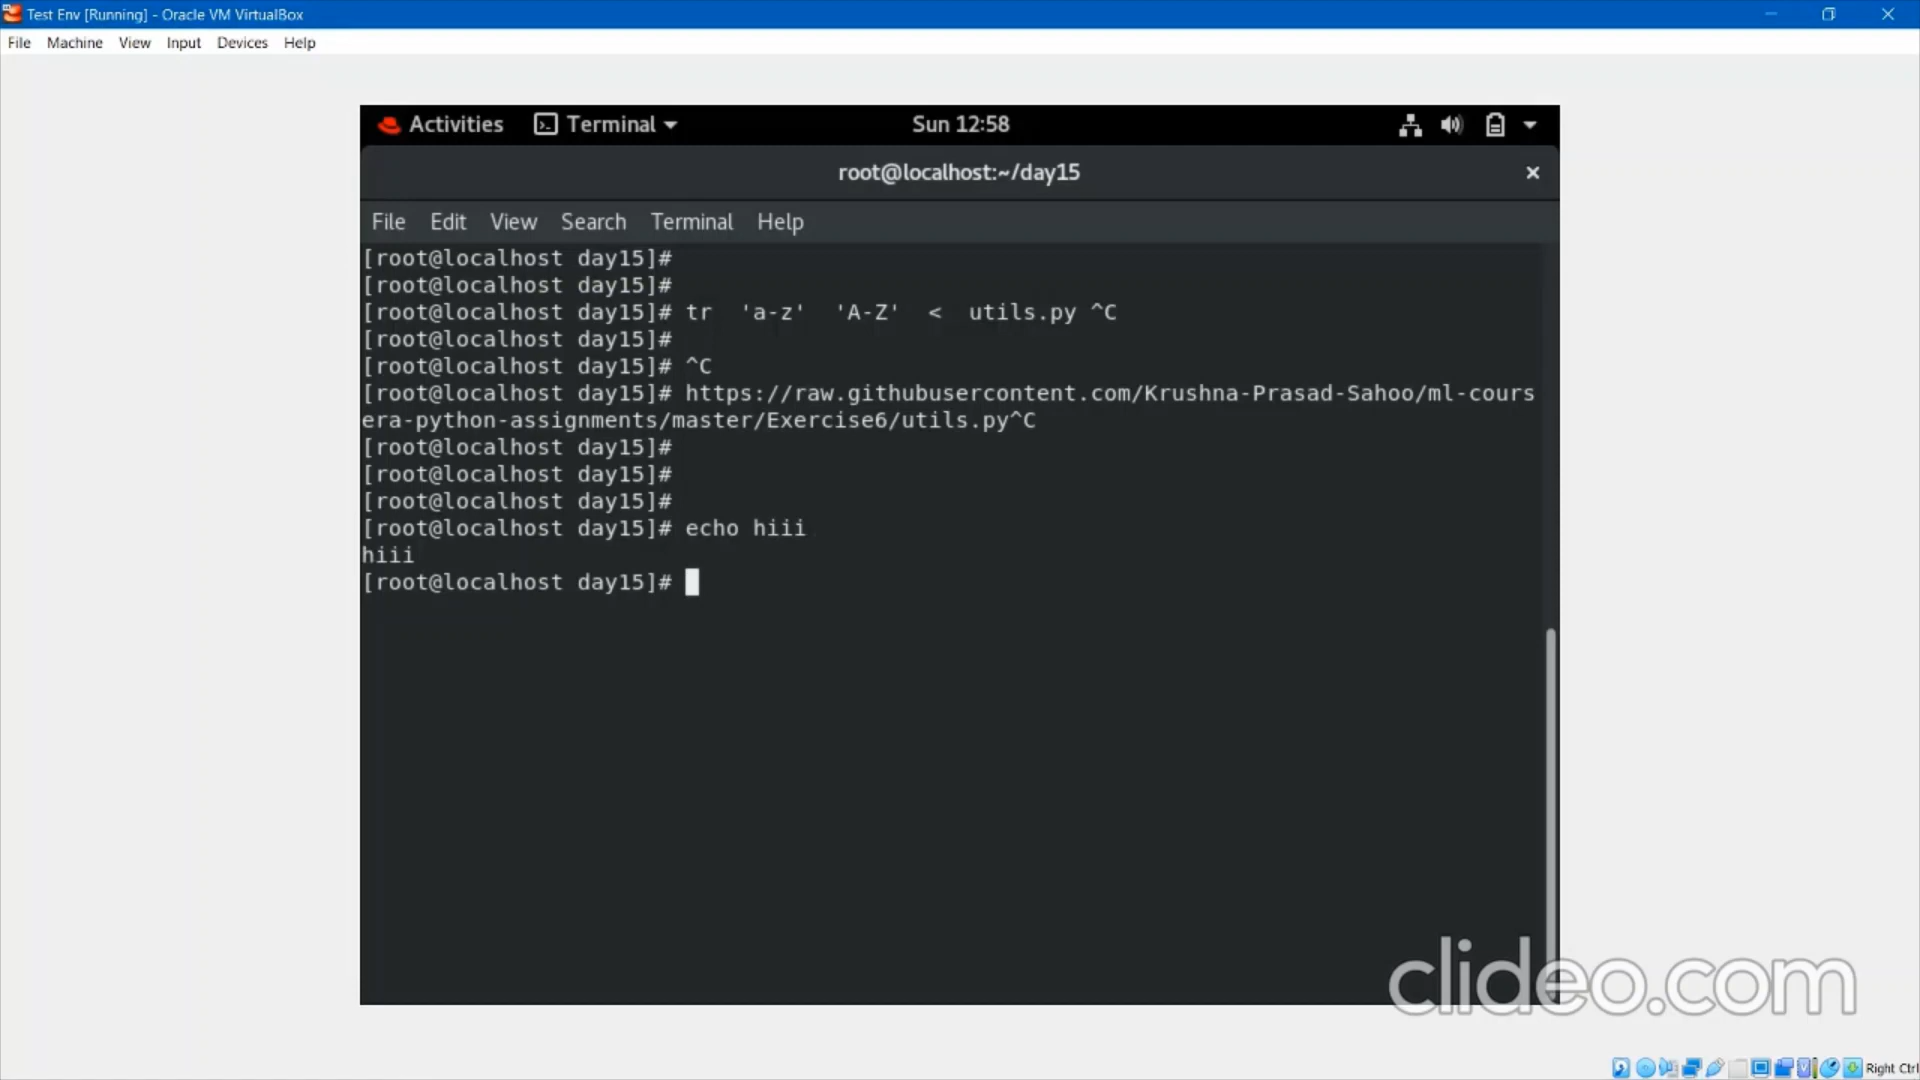 Test Env [Running] - Oracle VM VirtualBox
File Machine View Input Devices Help
Activities Terminal Sun 12:58
root@localhost:~/day15
File Edit View Search Terminal Help
[root@localhost day15]#
[root@localhost day15]#
[root@localhost day15]# tr  'a-z'  'A-Z'  <  utils.py ^C
[root@localhost day15]#
[root@localhost day15]# ^C
[root@localhost day15]# https://raw.githubusercontent.com/Krushna-Prasad-Sahoo/ml-cours
era-python-assignments/master/Exercise6/utils.py^C
[root@localhost day15]#
[root@localhost day15]#
[root@localhost day15]#
[root@localhost day15]# echo hiii
hiii
[root@localhost day15]#
clideo.com
Right Ctrl